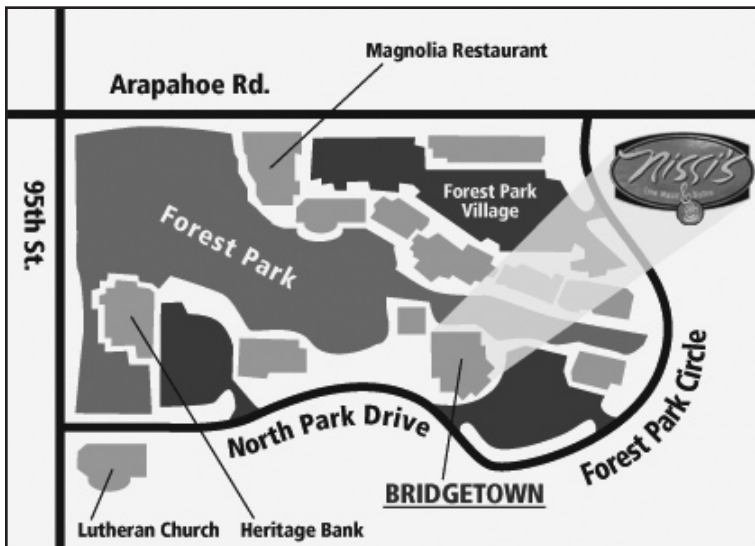 Magnolia Restaurant
Arapahoe Rd.
95th St.
Forest Park
Village
Nissi's
Forest Park
North Park Drive
Forest Park Circle
BRIDGETOWN
Lutheran Church
Heritage Bank